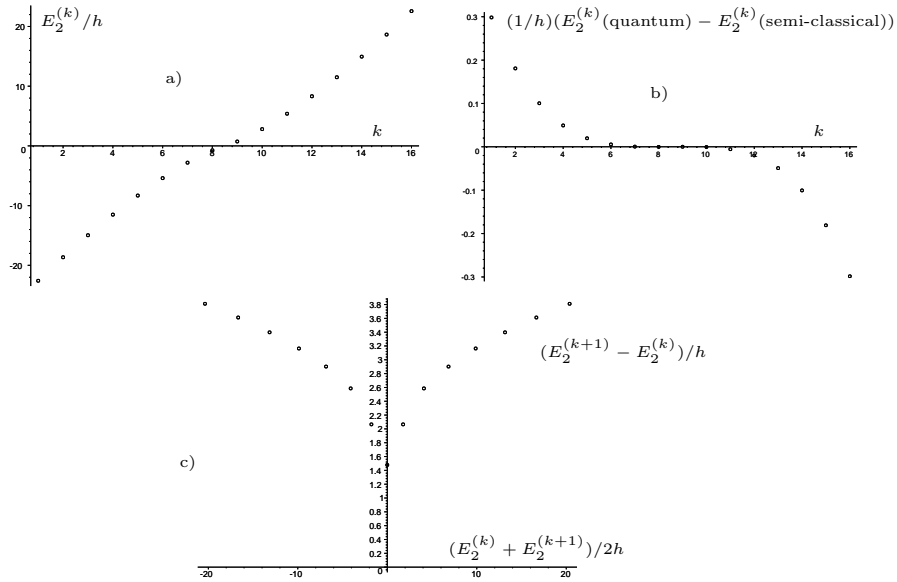 E_2^{(k)}/h
20
a)
10
k
0
2 4 6 8 10 12 14 16
-10
-20
0.3
(1/h)(E_2^{(k)}(quantum) − E_2^{(k)}(semi-classical))
0.2
b)
0.1
k
0
2 4 6 8 10 12 14 16
-0.1
-0.2
-0.3
3.8
3.6
3.4
3.2
(E_2^{(k+1)} − E_2^{(k)})/h
3
2.8
2.6
2.4
2.2
2
1.8
1.6
c)
1.4
1.2
1
0.8
0.6
0.4
(E_2^{(k)} + E_2^{(k+1)})/2h
0.2
-20 -10 0 10 20